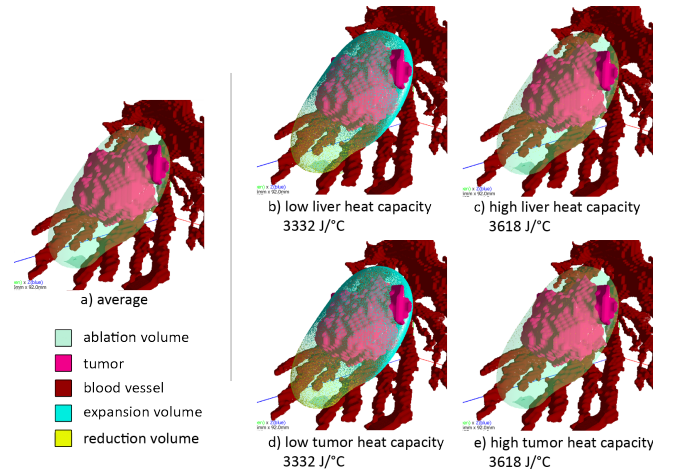 b) low liver heat capacity
3332 J/°C
c) high liver heat capacity
3618 J/°C
a) average
ablation volume
tumor
blood vessel
expansion volume
reduction volume
d) low tumor heat capacity
3332 J/°C
e) high tumor heat capacity
3618 J/°C